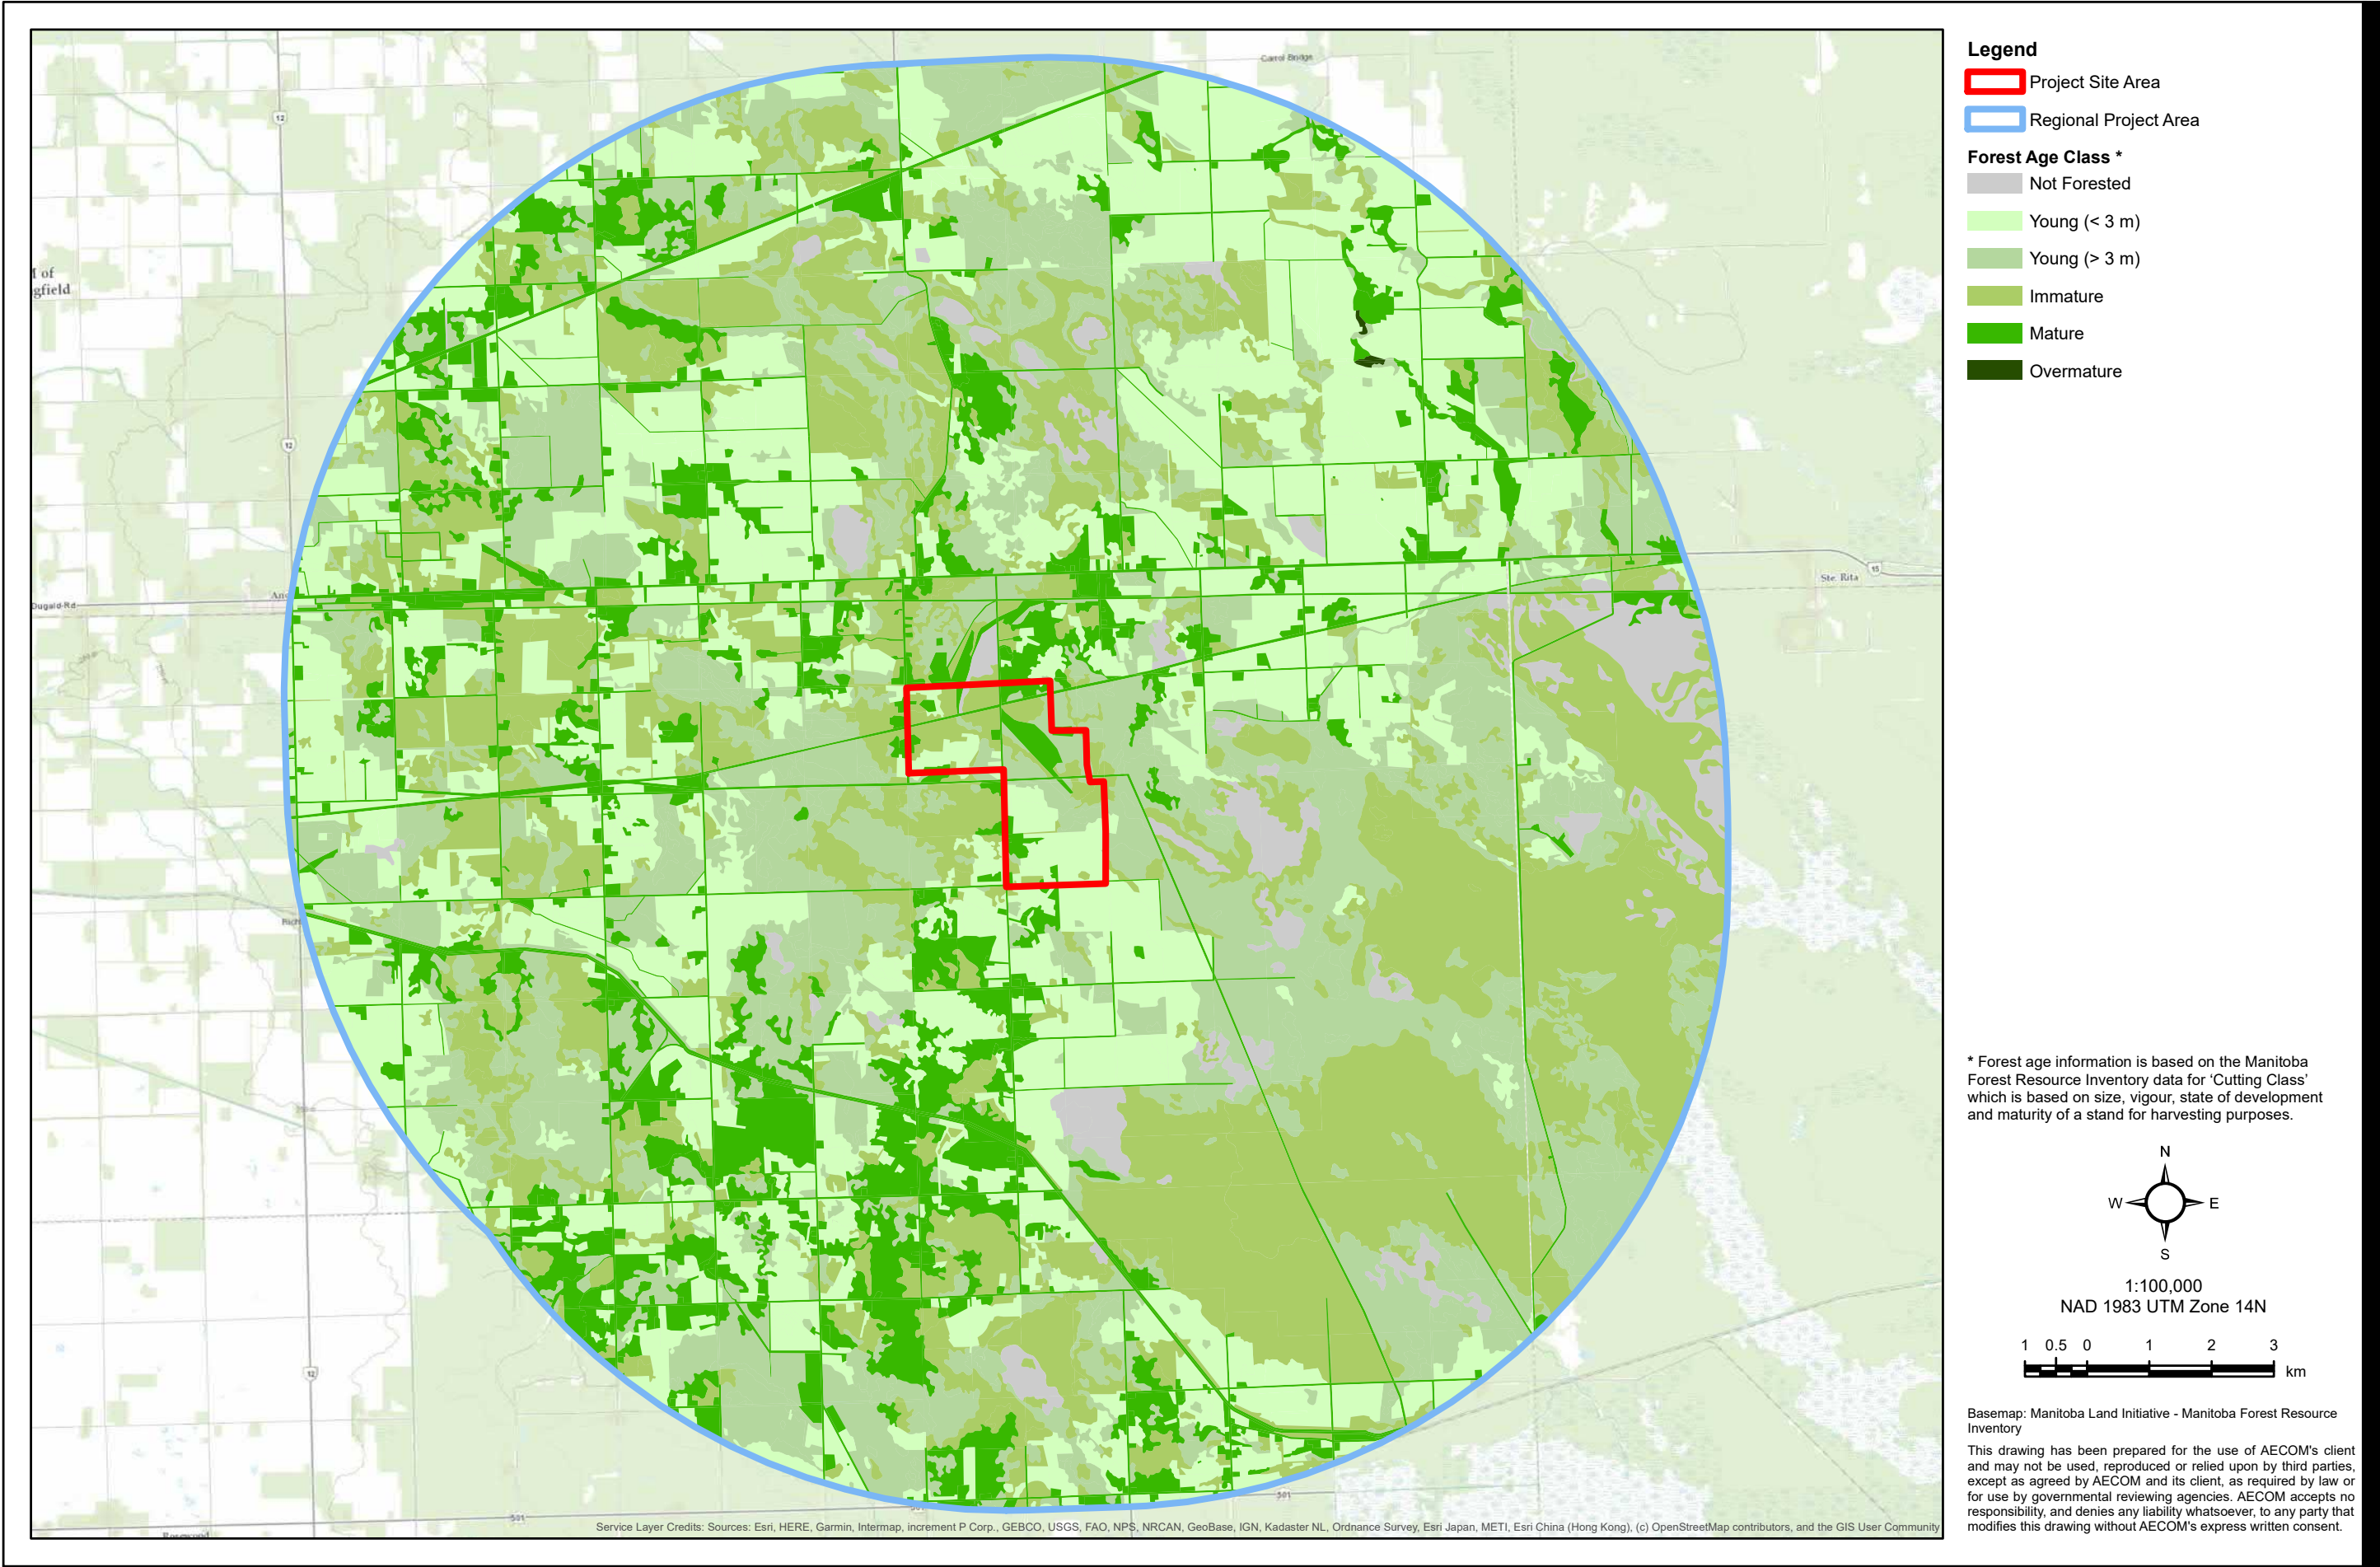 Carrol Bridge
12
M of
gfield
12
Dugald-Rd
Ste. Rita
15
12
501
501
Service Layer Credits: Sources: Esri, HERE, Garmin, Intermap, increment P Corp., GEBCO, USGS, FAO, NPS, NRCAN, GeoBase, IGN, Kadaster NL, Ordnance Survey, Esri Japan, METI, Esri China (Hong Kong), (c) OpenStreetMap contributors, and the GIS User Community
Legend
Project Site Area
Regional Project Area
Forest Age Class *
Not Forested
Young (< 3 m)
Young (> 3 m)
Immature
Mature
Overmature
* Forest age information is based on the Manitoba
Forest Resource Inventory data for ‘Cutting Class’
which is based on size, vigour, state of development
and maturity of a stand for harvesting purposes.
N
W E
S
1:100,000
NAD 1983 UTM Zone 14N
1 0.5 0 1 2 3
km
Basemap: Manitoba Land Initiative - Manitoba Forest Resource
Inventory
This drawing has been prepared for the use of AECOM's client
and may not be used, reproduced or relied upon by third parties,
except as agreed by AECOM and its client, as required by law or
for use by governmental reviewing agencies. AECOM accepts no
responsibility, and denies any liability whatsoever, to any party that
modifies this drawing without AECOM's express written consent.